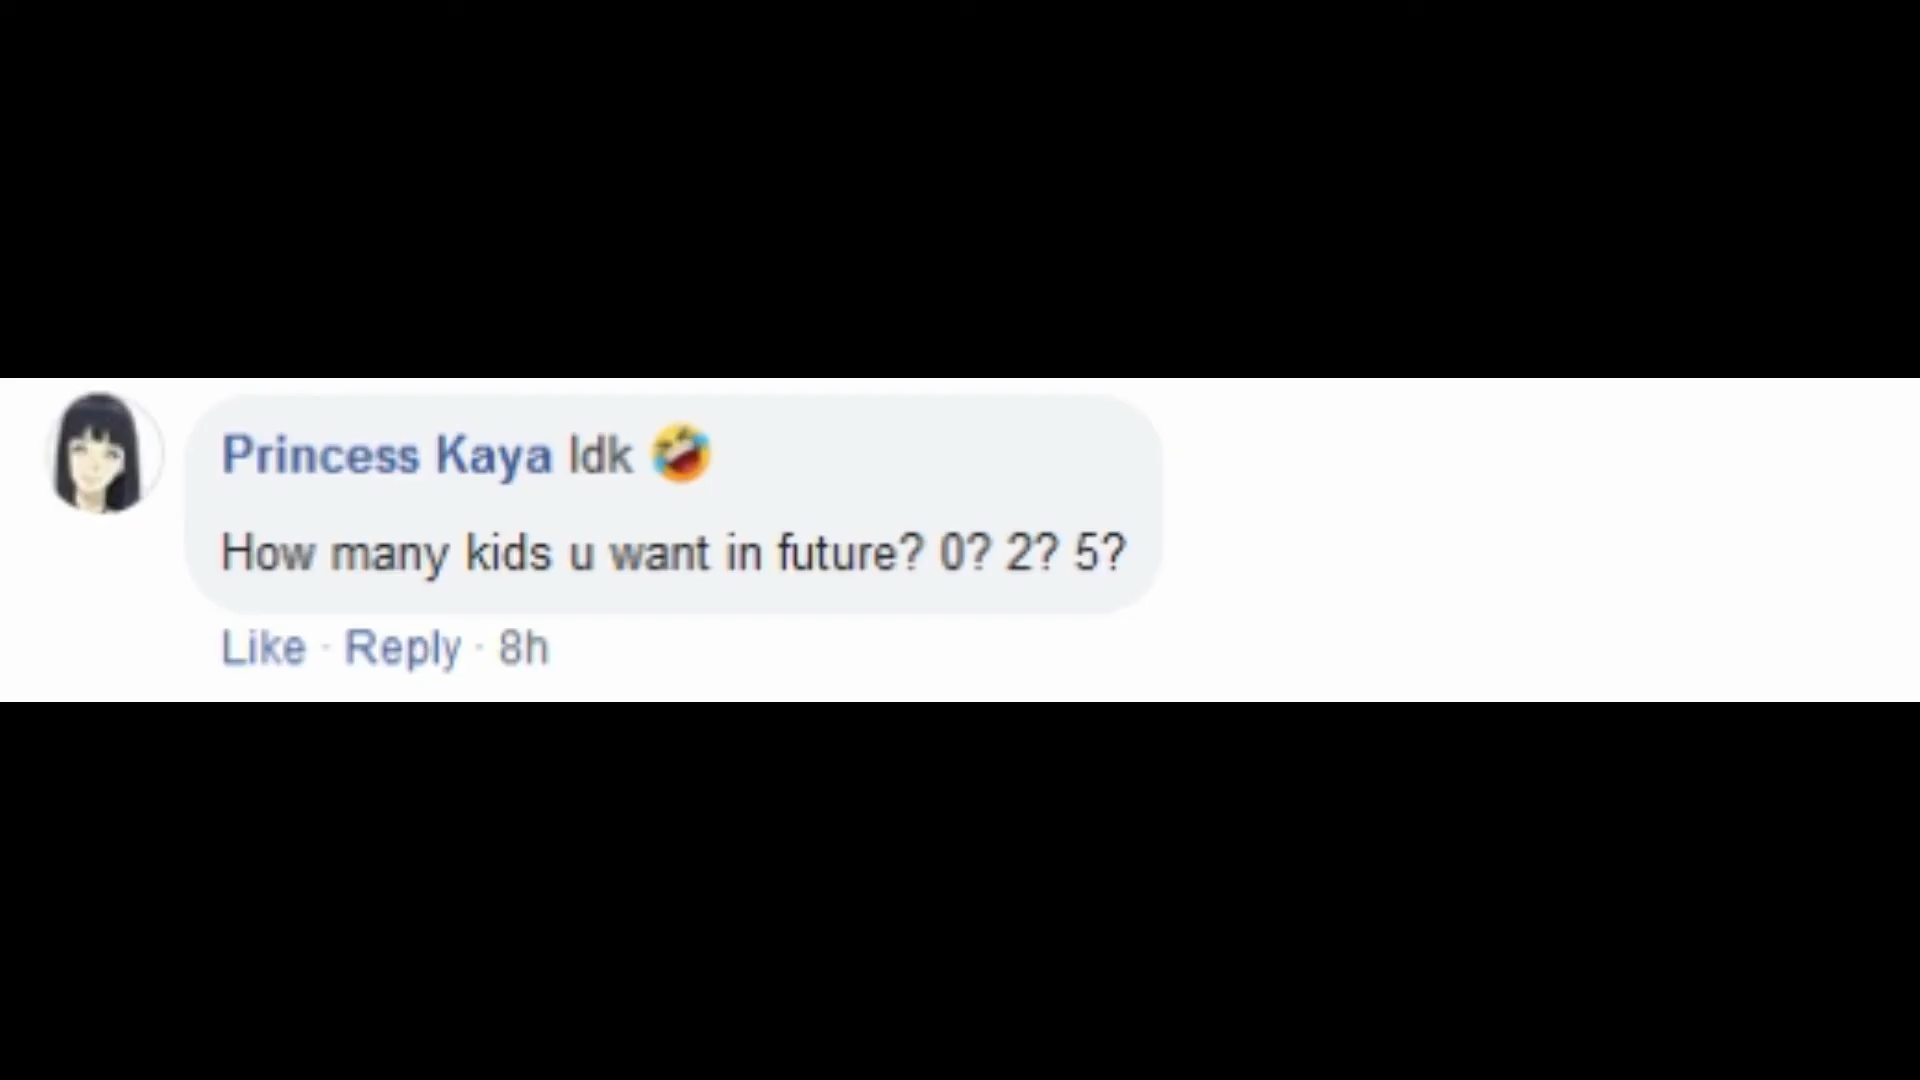 Princess Kaya Idk 🤣
How many kids u want in future? 0? 2? 5?
Like · Reply · 8h